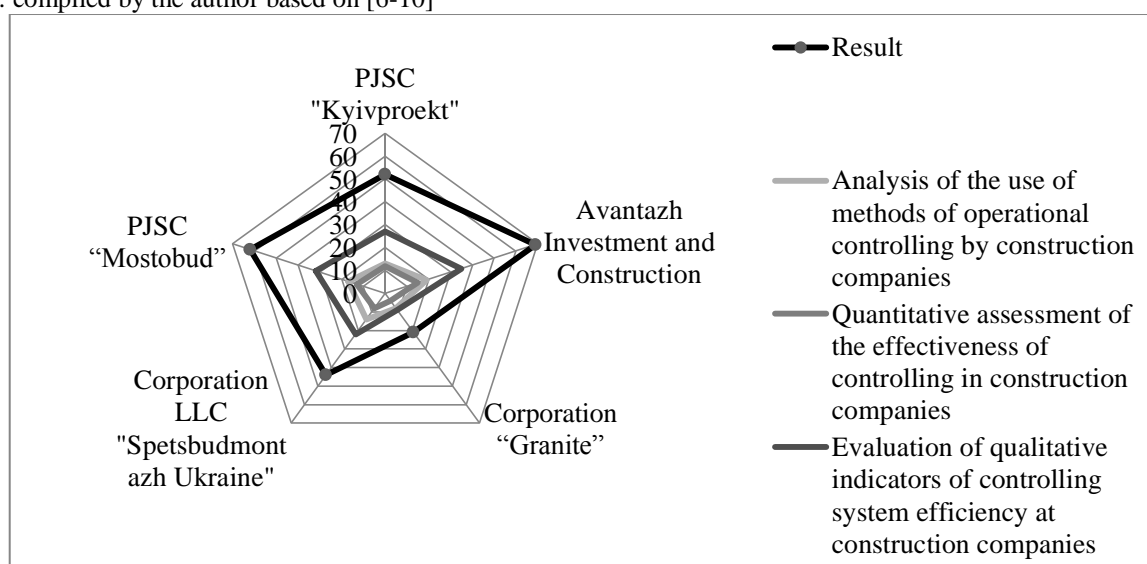 . compiled by the author based on [6-10]
PJSC
"Kyivproekt"
70
60
50
40
30
20
10
0
Avantazh
Investment and
Construction
Corporation
“Granite”
Corporation
LLC
"Spetsbudmont
azh Ukraine"
PJSC
“Mostobud”
Result
Analysis of the use of
methods of operational
controlling by construction
companies
Quantitative assessment of
the effectiveness of
controlling in construction
companies
Evaluation of qualitative
indicators of controlling
system efficiency at
construction companies